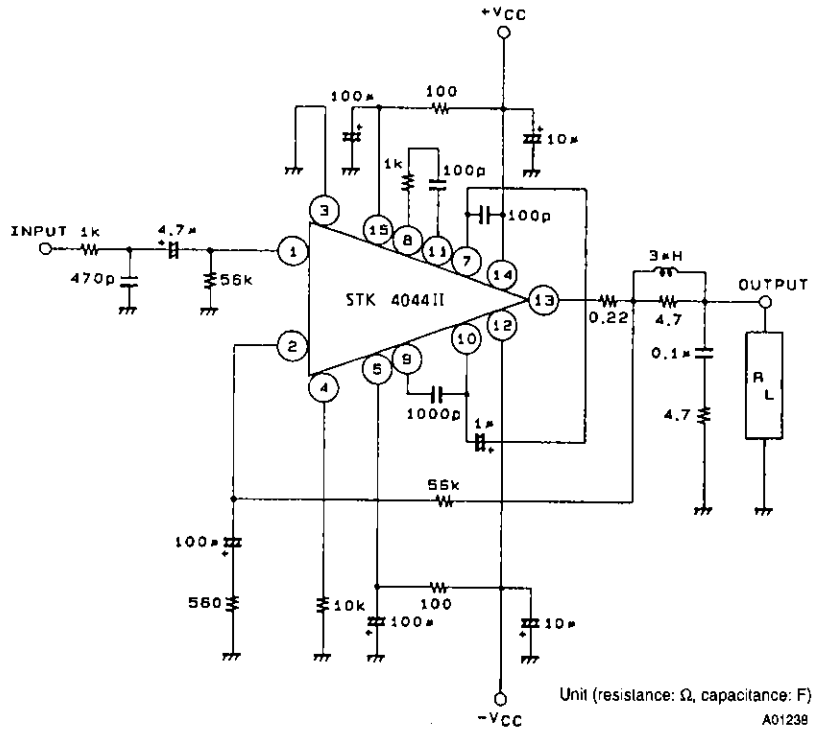 +VCC
100μ
100
10μ
1k
100p
100p
3
15
8
11
7
14
INPUT
1k
4.7μ
1
470p
56k
STK 4044II
13
3μH
OUTPUT
0.22
4.7
2
12
10
9
5
4
0.1μ
RL
1000p
1μ
4.7
56k
100μ
560
10k
100μ
100
10μ
-VCC
Unit (resistance: Ω, capacitance: F)
A01238